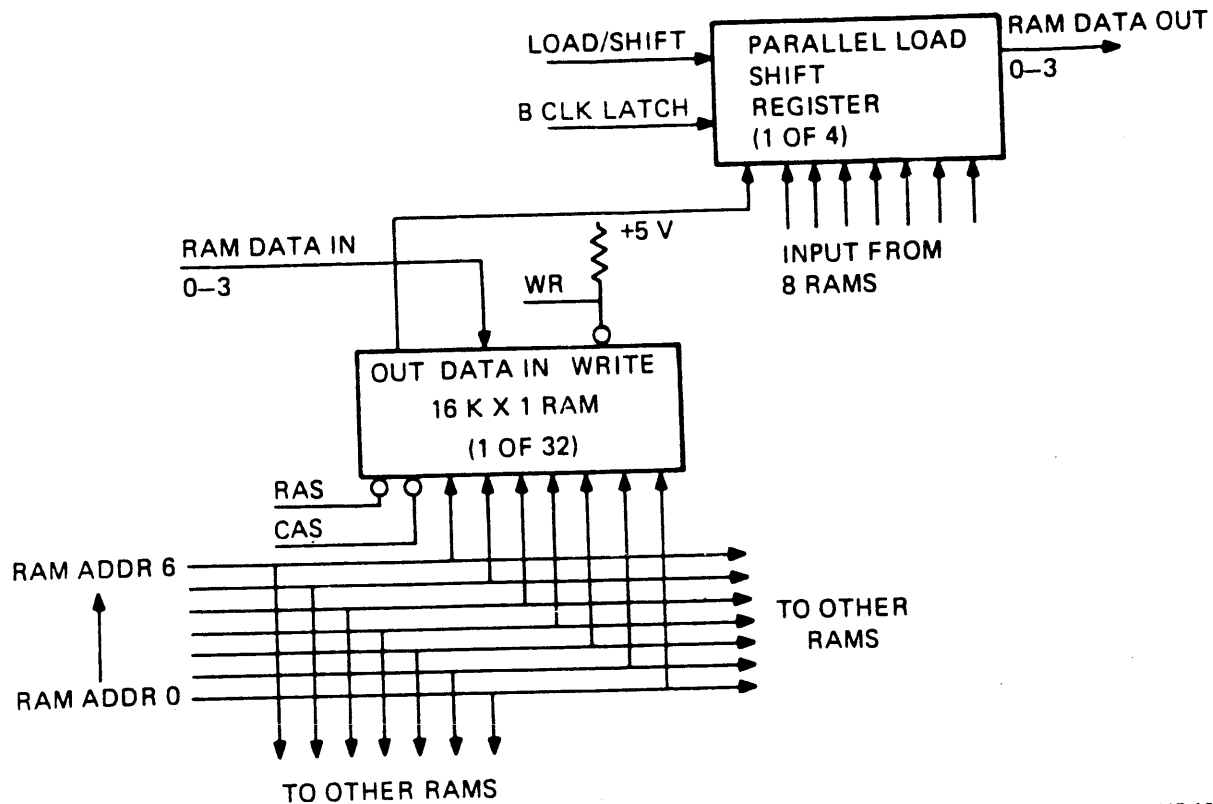 LOAD/SHIFT
B CLK LATCH
PARALLEL LOAD
SHIFT
REGISTER
(1 OF 4)
RAM DATA OUT
0–3
INPUT FROM
8 RAMS
RAM DATA IN
0–3
+5 V
WR
OUT DATA IN WRITE
16 K X 1 RAM
(1 OF 32)
RAS
CAS
RAM ADDR 6
RAM ADDR 0
TO OTHER
RAMS
TO OTHER RAMS